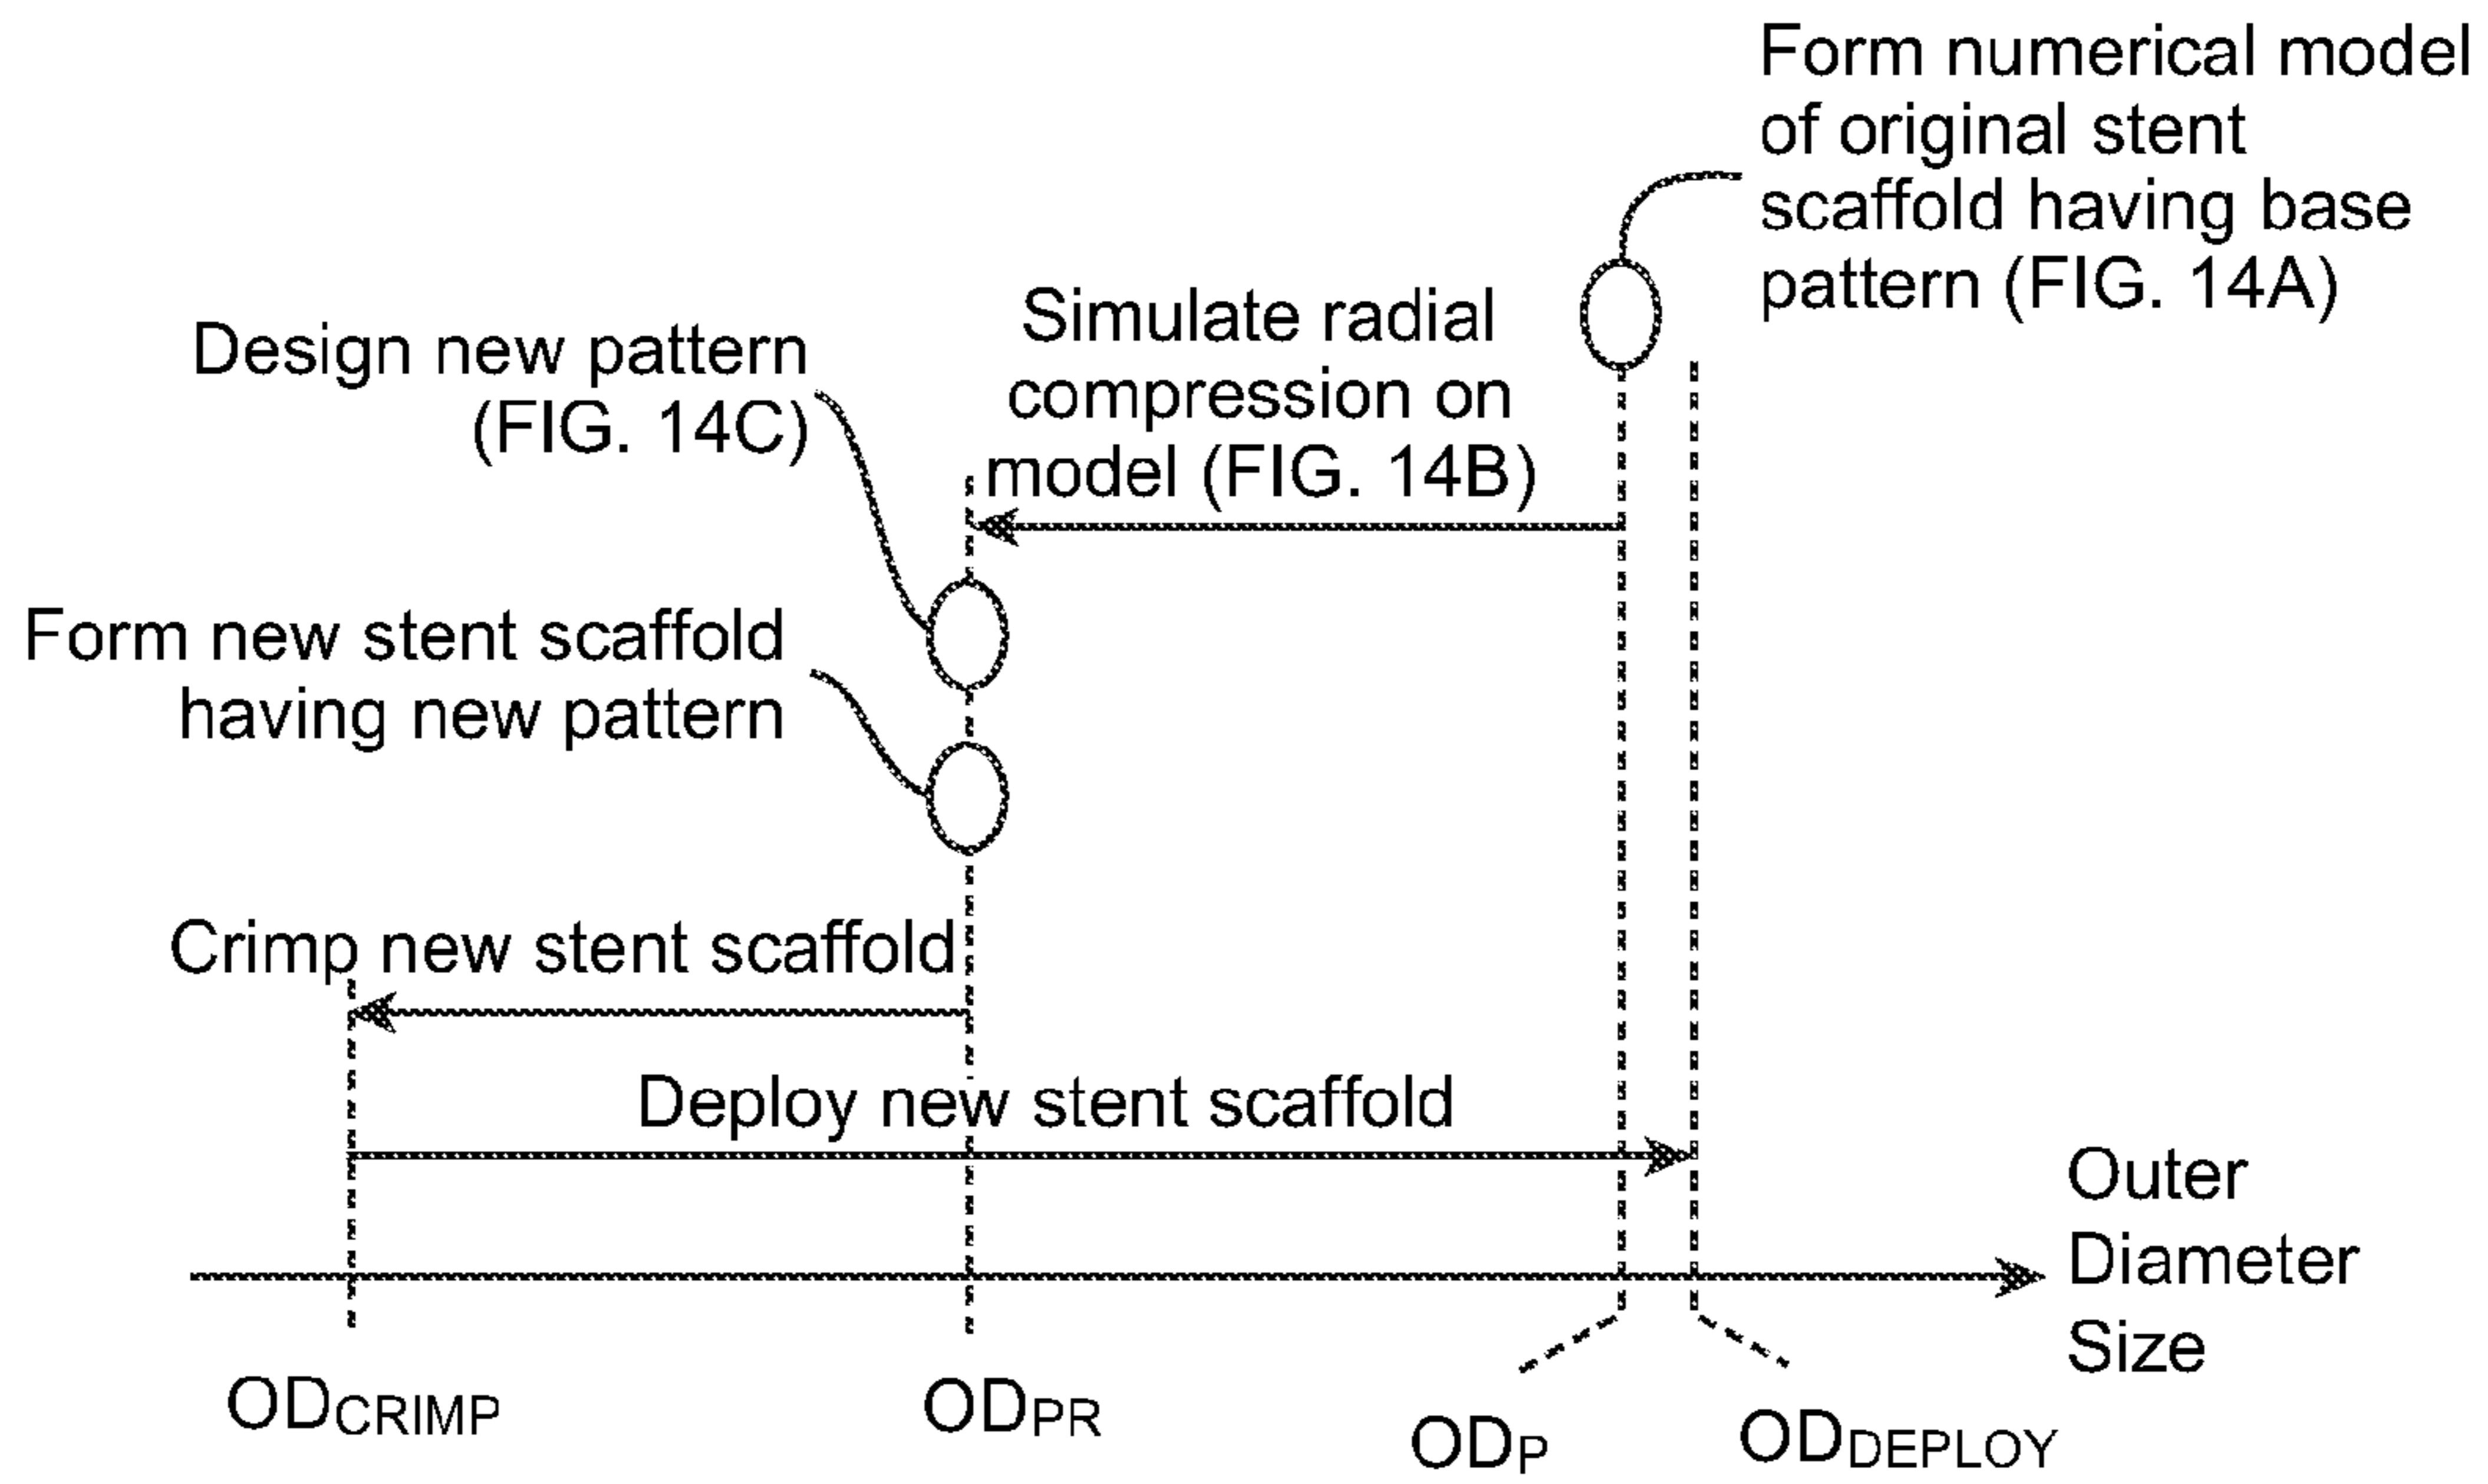 Form numerical model
of original stent
scaffold having base
pattern (FIG. 14A)
Simulate radial
compression on
model (FIG. 14B)
Design new pattern
(FIG. 14C)
Form new stent scaffold
having new pattern
Crimp new stent scaffold
Deploy new stent scaffold
Outer
Diameter
Size
ODCRIMP
ODPR
ODP
ODDEPLOY